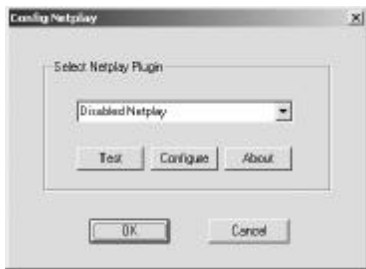 Config Netplay
Select Netplay Plugin
Disabled Netplay
Test Configure About
OK Cancel